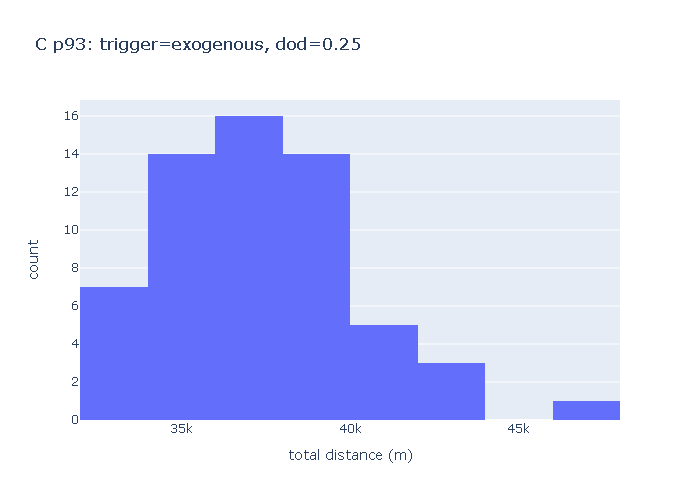 C p93: trigger=exogenous, dod=0.25
16
14
12
10
8
6
4
2
0
count
35k
40k
45k
total distance (m)